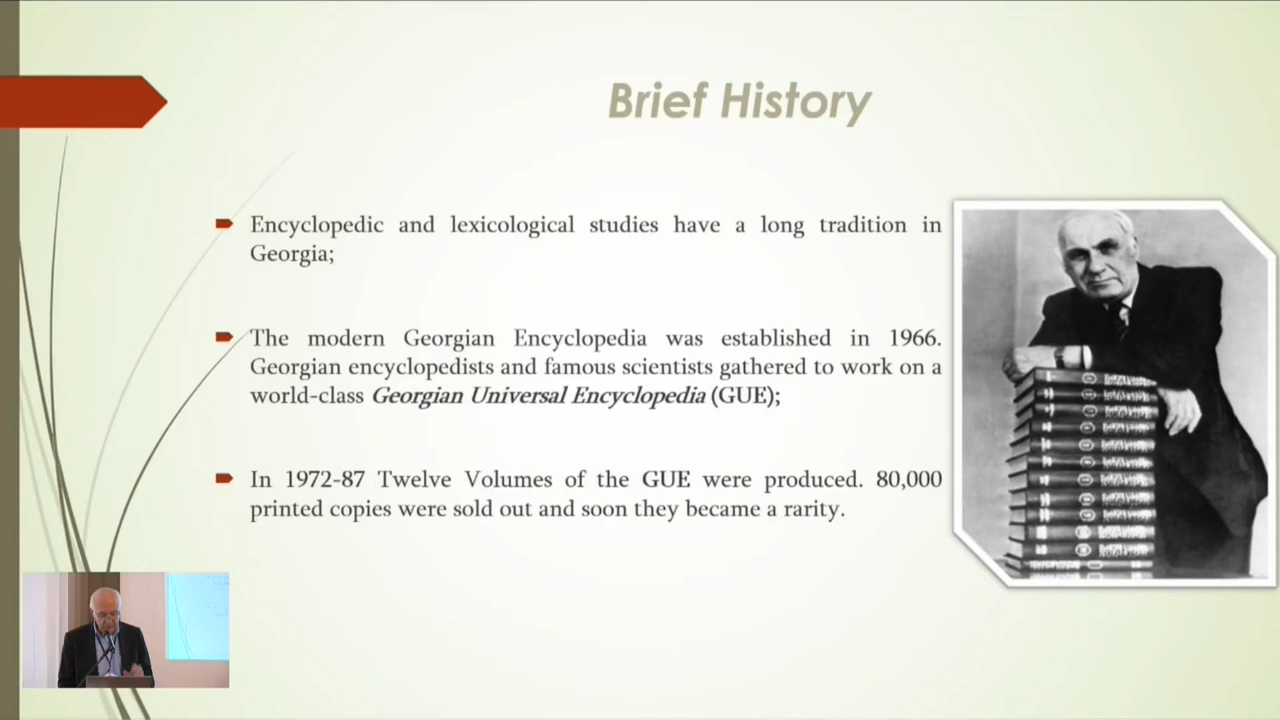 Brief History
Encyclopedic and lexicological studies have a long tradition in
Georgia;
The modern Georgian Encyclopedia was established in 1966.
Georgian encyclopedists and famous scientists gathered to work on a
world-class Georgian Universal Encyclopedia (GUE);
In 1972-87 Twelve Volumes of the GUE were produced. 80,000
printed copies were sold out and soon they became a rarity.